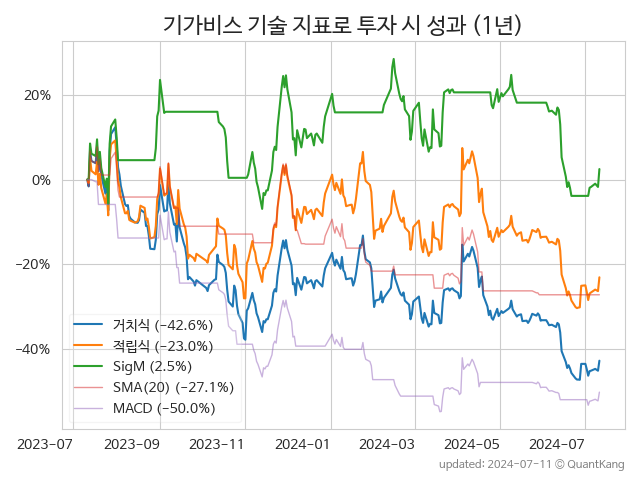 기가비스 기술 지표로 투자 시 성과 (1년)
20%
0%
−20%
−40%
거치식 (−42.6%)
적립식 (−23.0%)
SigM (2.5%)
SMA(20) (−27.1%)
MACD (−50.0%)
2023-07 2023-09 2023-11 2024-01 2024-03 2024-05 2024-07
updated: 2024-07-11 © QuantKang